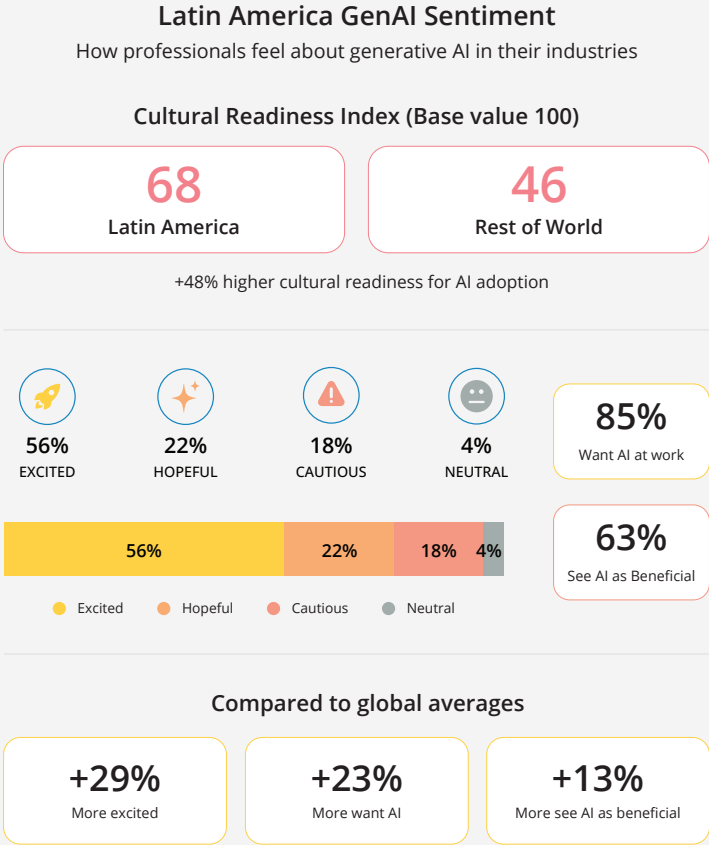 Latin America GenAI Sentiment
How professionals feel about generative AI in their industries
Cultural Readiness Index (Base value 100)
68
Latin America
46
Rest of World
+48% higher cultural readiness for AI adoption
56%
EXCITED
22%
HOPEFUL
18%
CAUTIOUS
4%
NEUTRAL
85%
Want AI at work
56% 22% 18% 4%
Excited Hopeful Cautious Neutral
63%
See AI as Beneficial
Compared to global averages
+29%
More excited
+23%
More want AI
+13%
More see AI as beneficial